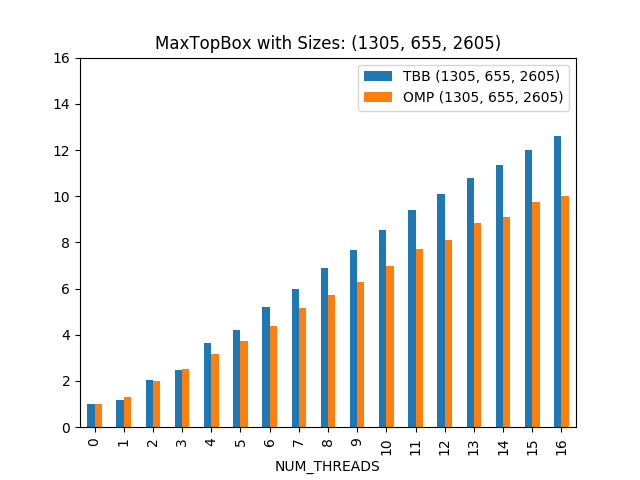 MaxTopBox with Sizes: (1305, 655, 2605)
16
14
12
10
8
6
4
2
0
TBB (1305, 655, 2605)
OMP (1305, 655, 2605)
0 1 2 3 4 5 6 7 8 9 10 11 12 13 14 15 16
NUM_THREADS